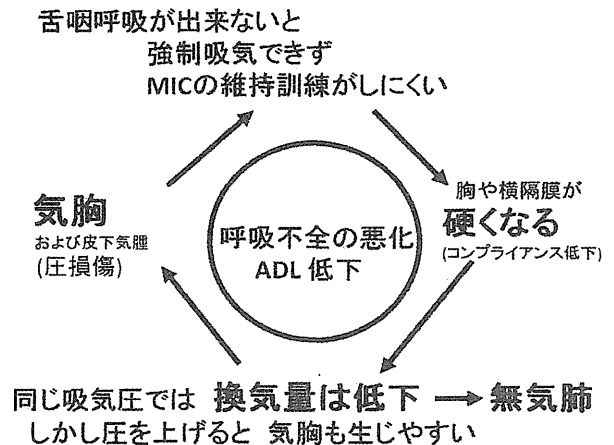 舌咽呼吸が出来ないと
強制吸気できず
MICの維持訓練がしにくい
胸や横隔膜が
硬くなる
(コンプライアンス低下)
気胸
および皮下気腫
(圧損傷)
呼吸不全の悪化
ADL 低下
同じ吸気圧では 換気量は低下 → 無気肺
しかし圧を上げると 気胸も生じやすい